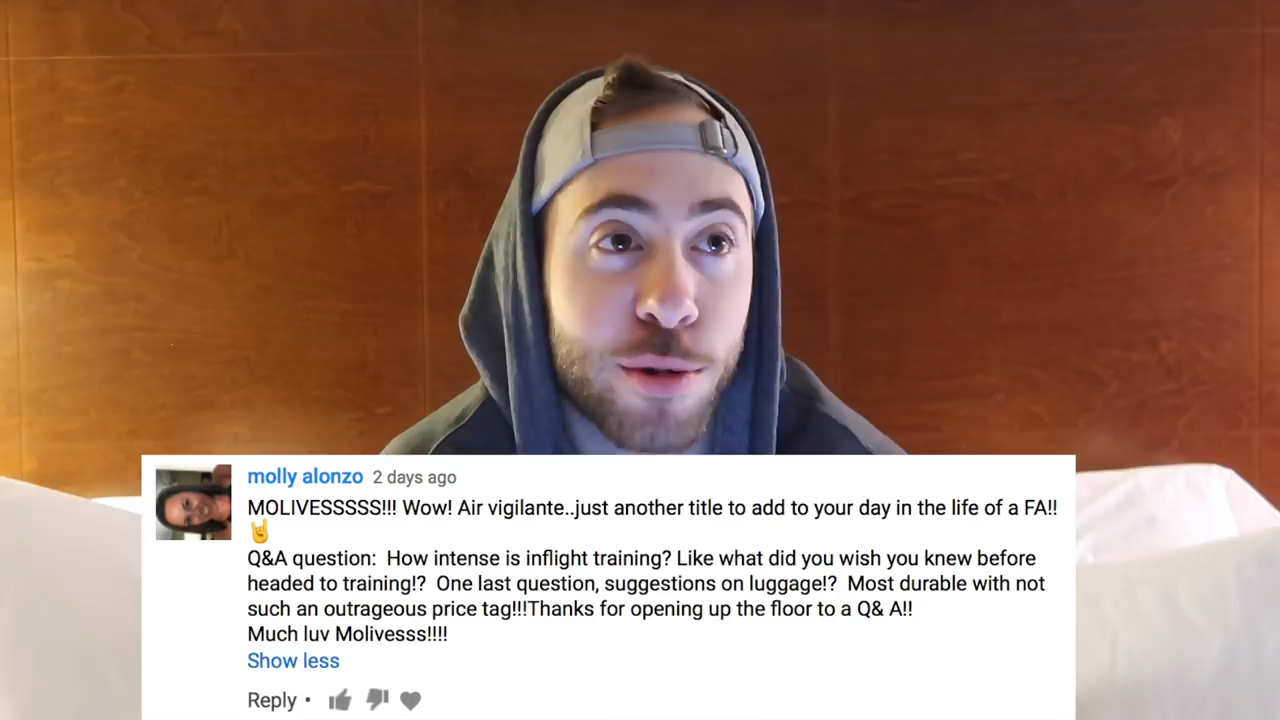 molly alonzo 2 days ago
MOLIVESSSSS!!! Wow! Air vigilante..just another title to add to your day in the life of a FA!!
🤘
Q&A question:  How intense is inflight training? Like what did you wish you knew before
headed to training!?  One last question, suggestions on luggage!?  Most durable with not
such an outrageous price tag!!!Thanks for opening up the floor to a Q& A!!
Much luv Molivesss!!!!
Show less
Reply •